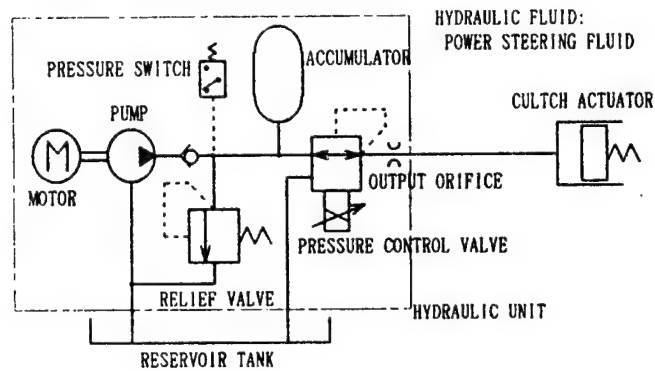 HYDRAULIC FLUID:
POWER STEERING FLUID
PRESSURE SWITCH
ACCUMULATOR
PUMP
CULTCH ACTUATOR
M
MOTOR
OUTPUT ORIFICE
PRESSURE CONTROL VALVE
RELIEF VALVE
HYDRAULIC UNIT
RESERVOIR TANK